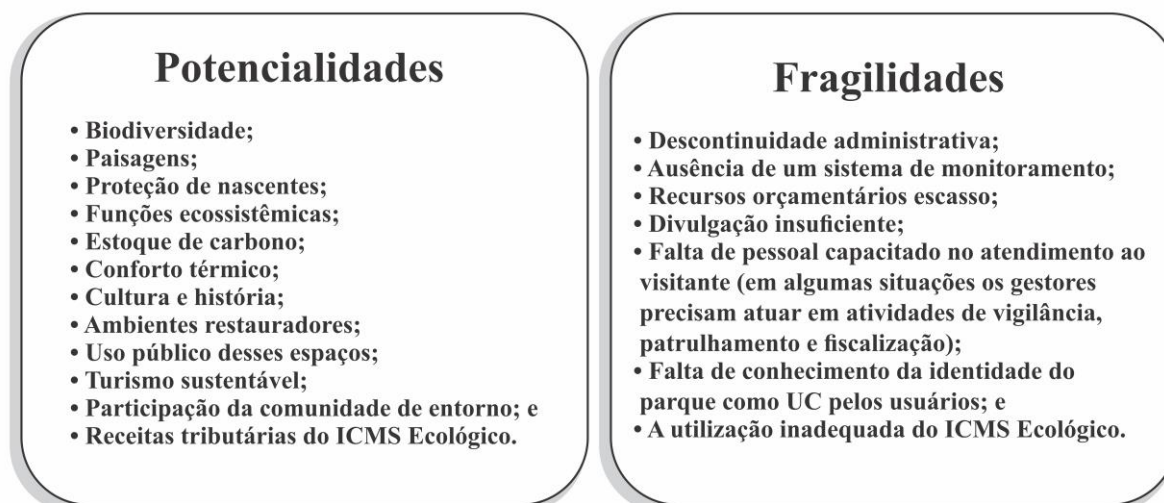 Potencialidades
• Biodiversidade;
• Paisagens;
• Proteção de nascentes;
• Funções ecossistêmicas;
• Estoque de carbono;
• Conforto térmico;
• Cultura e história;
• Ambientes restauradores;
• Uso público desses espaços;
• Turismo sustentável;
• Participação da comunidade de entorno; e
• Receitas tributárias do ICMS Ecológico.
Fragilidades
• Descontinuidade administrativa;
• Ausência de um sistema de monitoramento;
• Recursos orçamentários escasso;
• Divulgação insuficiente;
• Falta de pessoal capacitado no atendimento ao
visitante (em algumas situações os gestores
precisam atuar em atividades de vigilância,
patrulhamento e fiscalização);
• Falta de conhecimento da identidade do
parque como UC pelos usuários; e
• A utilização inadequada do ICMS Ecológico.